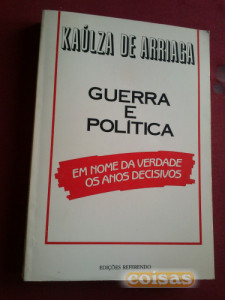 KAÚLZA DE ARRIAGA
GUERRA
E
POLÍTICA
EM NOME DA VERDADE
OS ANOS DECISIVOS
EDIÇÕES REFERENDO
coisas